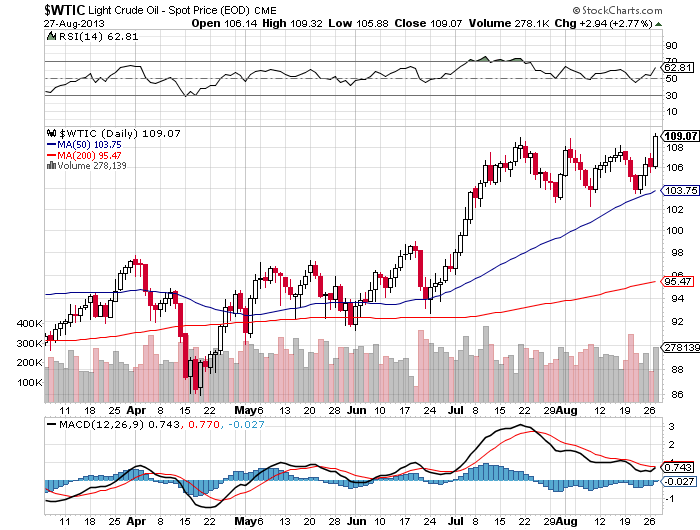 $WTIC Light Crude Oil - Spot Price (EOD) CME
© StockCharts.com
27-Aug-2013
Open 106.14 High 109.32 Low 105.88 Close 109.07 Volume 278.1K Chg +2.94 (+2.77%)
RSI(14) 62.81
90
70
62.81
50
30
10
$WTIC (Daily) 109.07
MA(50) 103.75
MA(200) 95.47
Volume 278,139
109.07
108
106
103.75
102
100
98
96
95.47
94
92
278139
88
86
400K
300K
200K
100K
11 18 25 Apr 8 15 22 May 6 13 20 28 Jun 10 17 24 Jul 8 15 22 29 Aug 12 19 26
MACD(12,26,9) 0.743, 0.770, -0.027
3
2
1
0.743
-0.027
-1
11 18 25 Apr 8 15 22 May 6 13 20 28 Jun 10 17 24 Jul 8 15 22 29 Aug 12 19 26